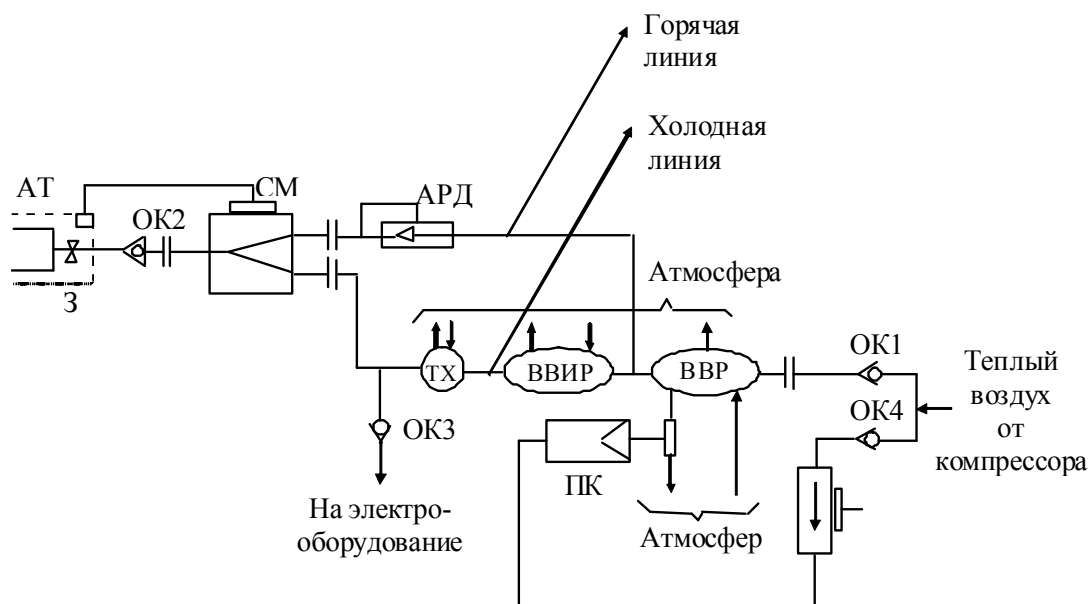 Горячая
линия
Холодная
линия
АТ
СМ
АРД
ОК2
З
Атмосфера
ТХ
ВВИР
ВВР
ОК1
ОК4
Теплый
воздух
от
компрессора
ОК3
ПК
На электро-
оборудование
Атмосфер